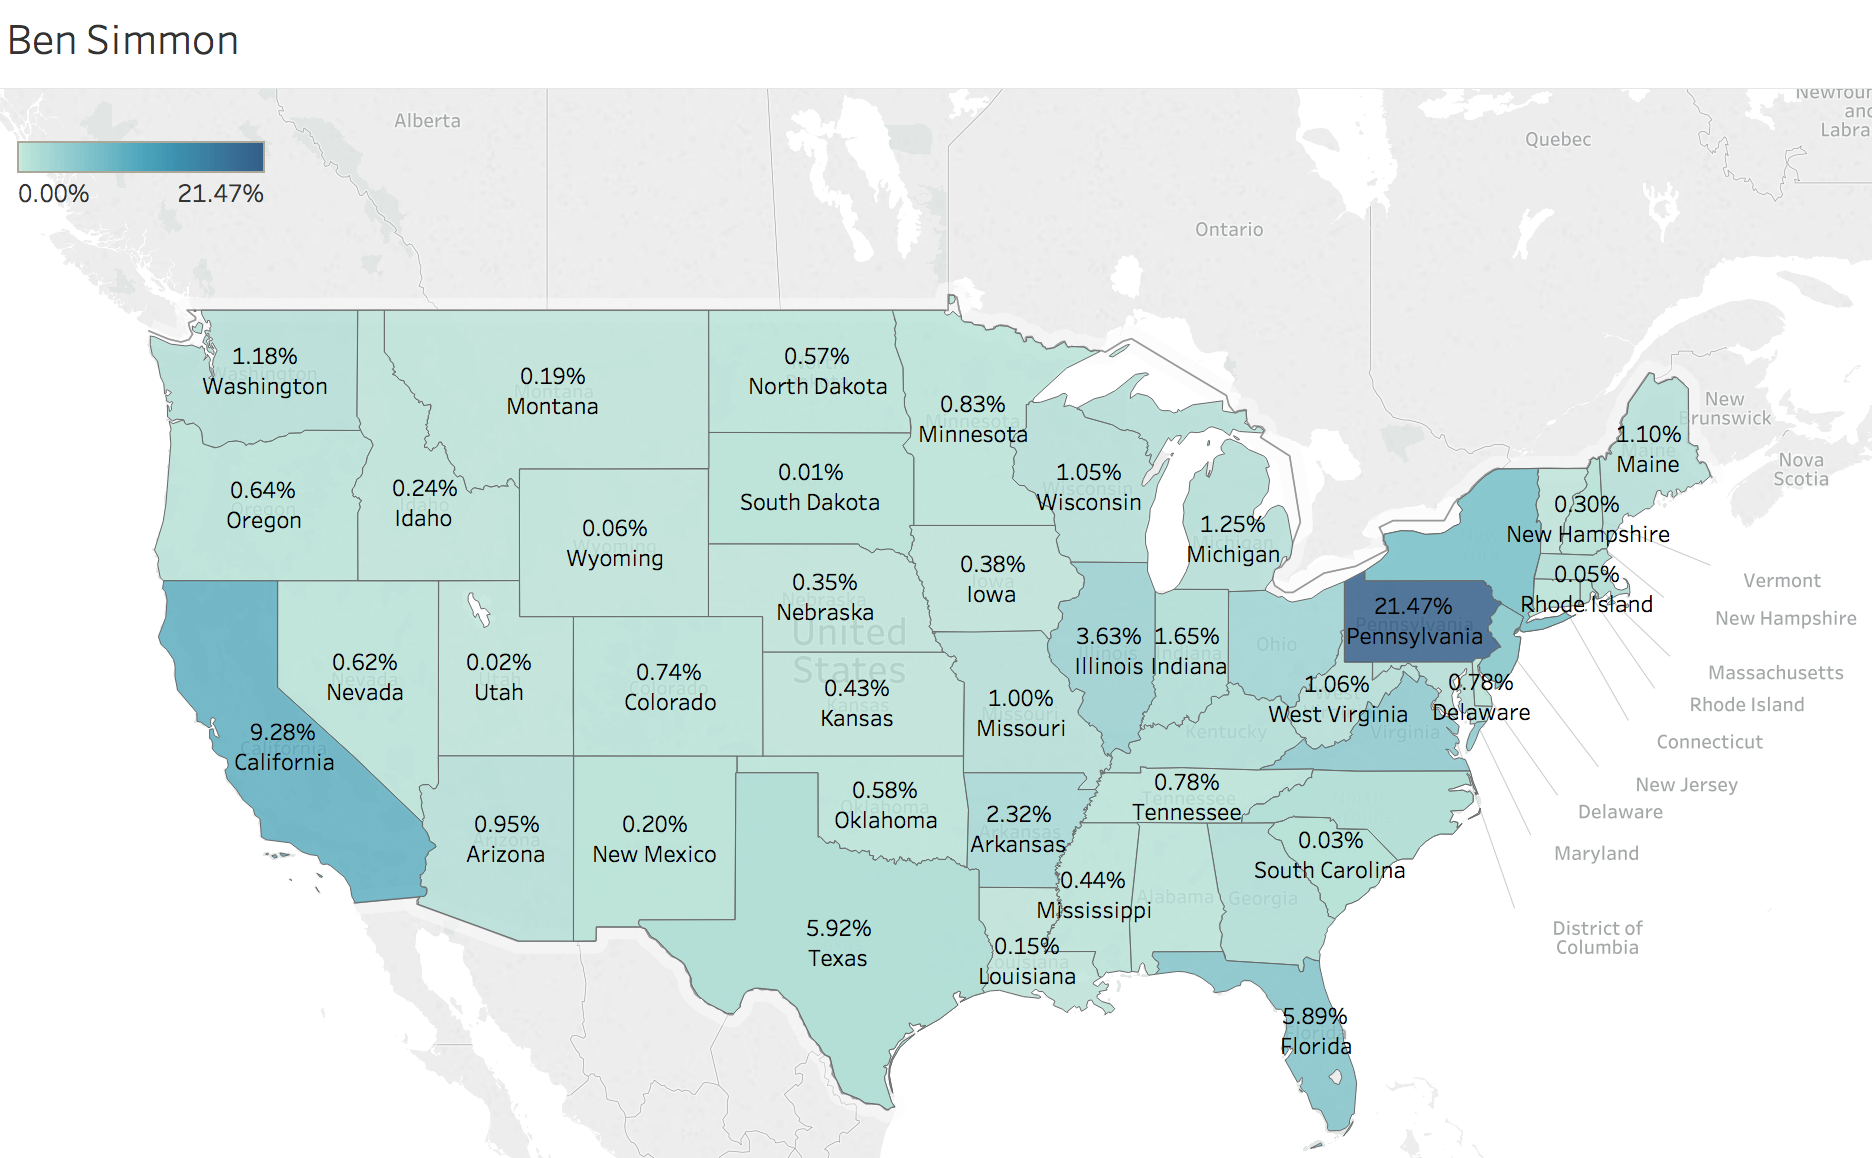 Ben Simmon
0.00%
21.47%
Alberta
Quebec
Ontario
Newfour
and
Labra
New
Brunswick
Nova
Scotia
1.18%
Washington
0.19%
Montana
0.57%
North Dakota
0.83%
Minnesota
1.10%
Maine
0.64%
Oregon
0.24%
Idaho
0.01%
South Dakota
1.05%
Wisconsin
1.25%
Michigan
0.30%
New Hampshire
0.06%
Wyoming
0.38%
Iowa
0.05%
Rhode Island
0.35%
Nebraska
United
States
21.47%
Pennsylvania
3.63%
Illinois
1.65%
Indiana
Ohio
0.62%
Nevada
0.02%
Utah
0.74%
Colorado
0.43%
Kansas
1.00%
Missouri
1.06%
West Virginia
0.78%
Delaware
Kentucky
Virginia
9.28%
California
0.95%
Arizona
0.20%
New Mexico
0.58%
Oklahoma
2.32%
Arkansas
0.78%
Tennessee
0.03%
South Carolina
0.44%
Mississippi
Alabama
Georgia
5.92%
Texas
0.15%
Louisiana
5.89%
Florida
Vermont
New Hampshire
Massachusetts
Rhode Island
Connecticut
New Jersey
Delaware
Maryland
District of
Columbia